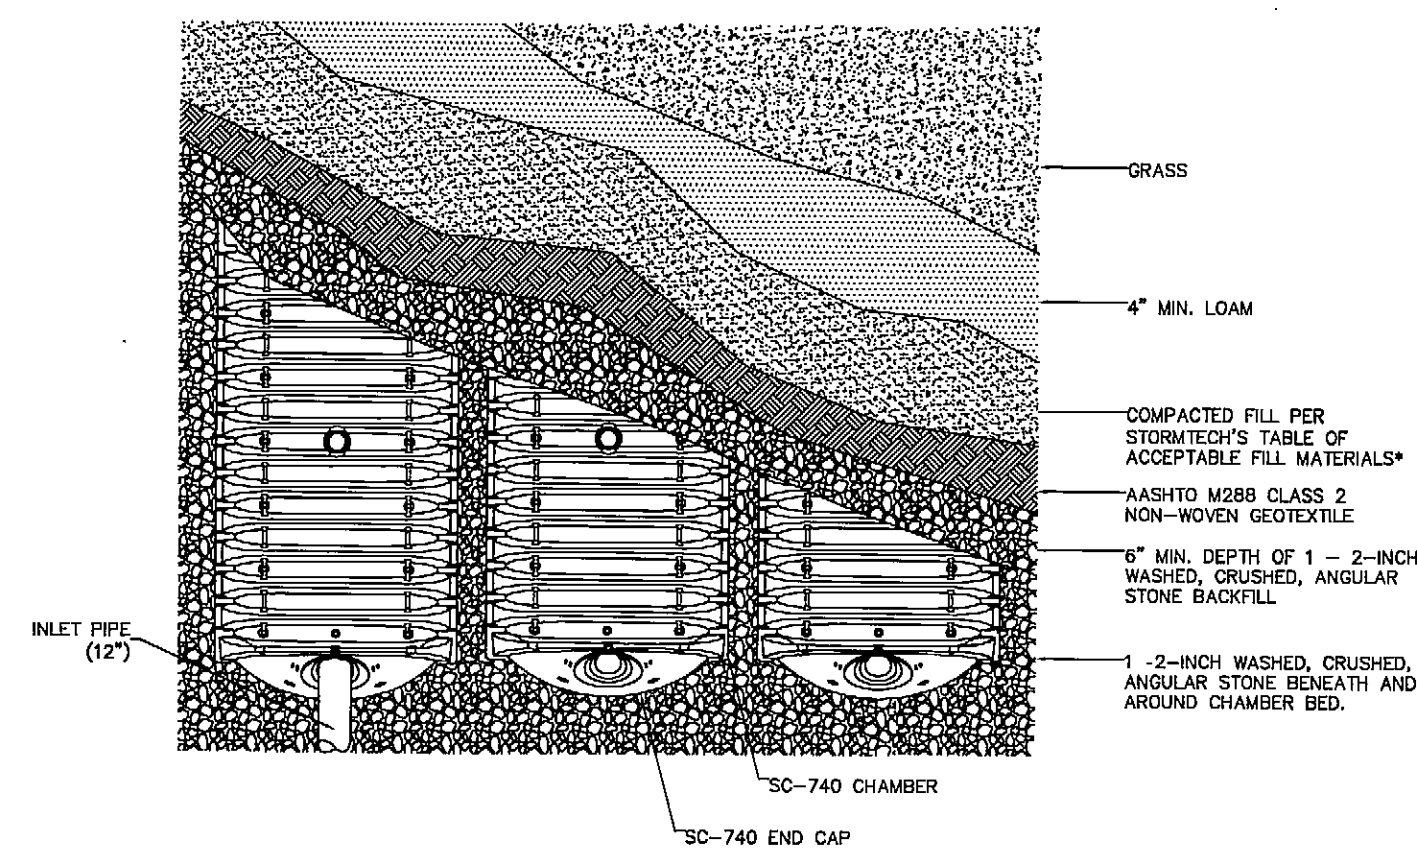 GRASS
4" MIN. LOAM
COMPACTED FILL PER
STORMTECH'S TABLE OF
ACCEPTABLE FILL MATERIALS*
AASHTO M288 CLASS 2
NON-WOVEN GEOTEXTILE
6" MIN. DEPTH OF 1 - 2-INCH
WASHED, CRUSHED, ANGULAR
STONE BACKFILL
INLET PIPE
(12")
1 -2-INCH WASHED, CRUSHED,
ANGULAR STONE BENEATH AND
AROUND CHAMBER BED.
SC-740 CHAMBER
SC-740 END CAP